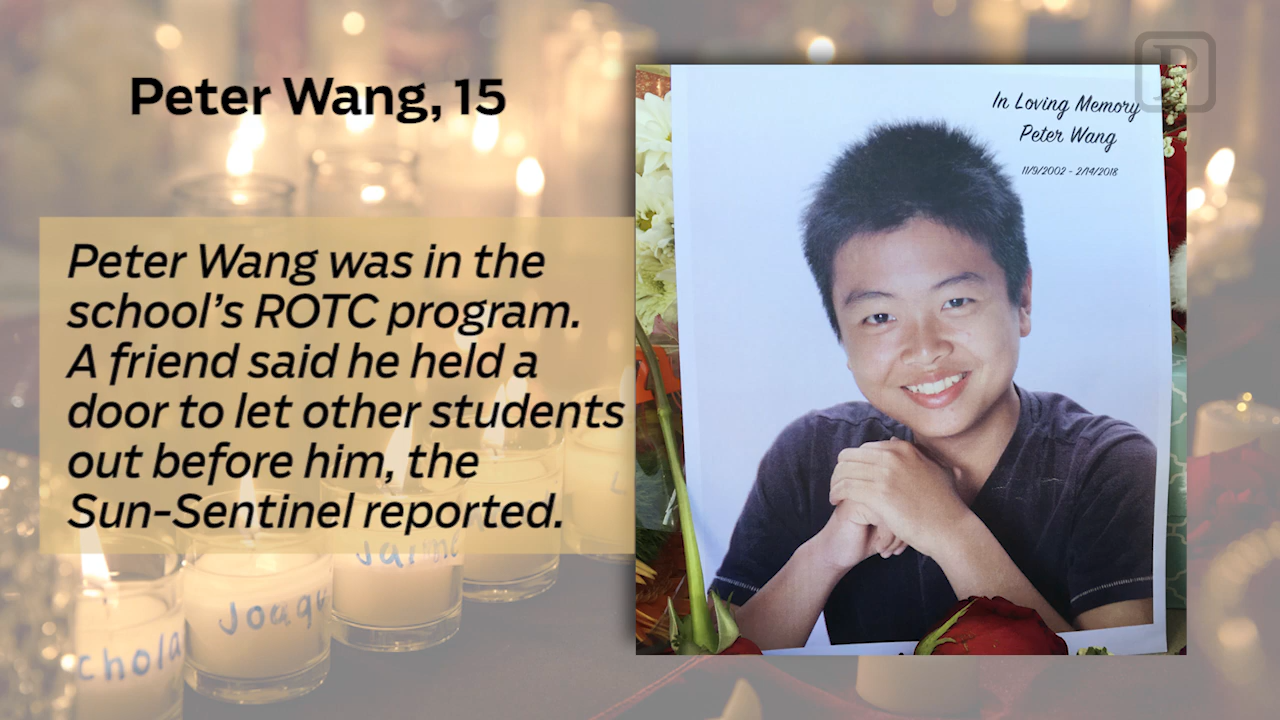 Peter Wang, 15
Peter Wang was in the
school's ROTC program.
A friend said he held a
door to let other students
out before him, the
Sun-Sentinel reported.
In Loving Memory
Peter Wang
11/9/2002 - 2/14/2018
P